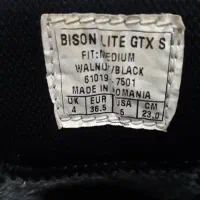 BISON LITE GTX S
FIT: MEDIUM
WALNUT/BLACK
61019-7501
MADE IN ROMANIA
UK EUR USA CM
4 36.5 5 23.0